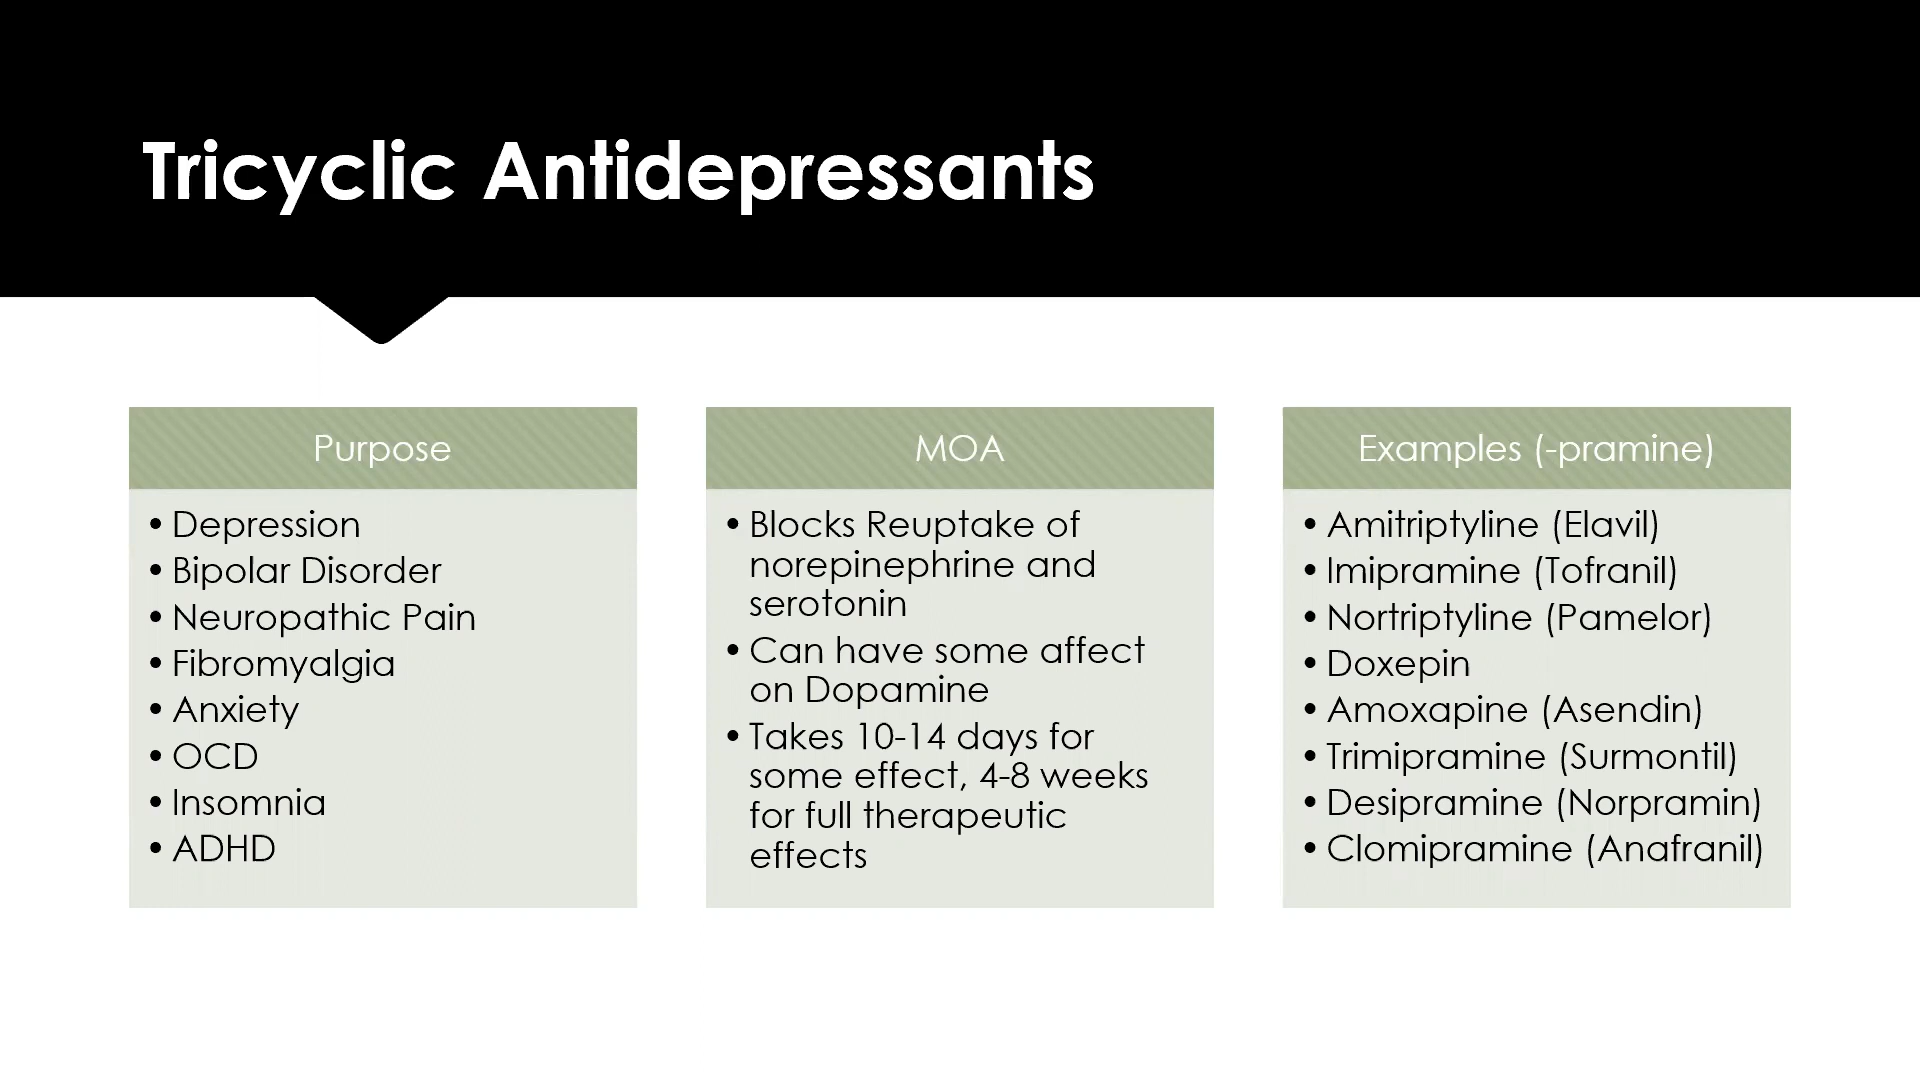 Tricyclic Antidepressants
Purpose
• Depression
• Bipolar Disorder
• Neuropathic Pain
• Fibromyalgia
• Anxiety
• OCD
• Insomnia
• ADHD
MOA
• Blocks Reuptake of
norepinephrine and
serotonin
• Can have some affect
on Dopamine
• Takes 10-14 days for
some effect, 4-8 weeks
for full therapeutic
effects
Examples (-pramine)
• Amitriptyline (Elavil)
• Imipramine (Tofranil)
• Nortriptyline (Pamelor)
• Doxepin
• Amoxapine (Asendin)
• Trimipramine (Surmontil)
• Desipramine (Norpramin)
• Clomipramine (Anafranil)